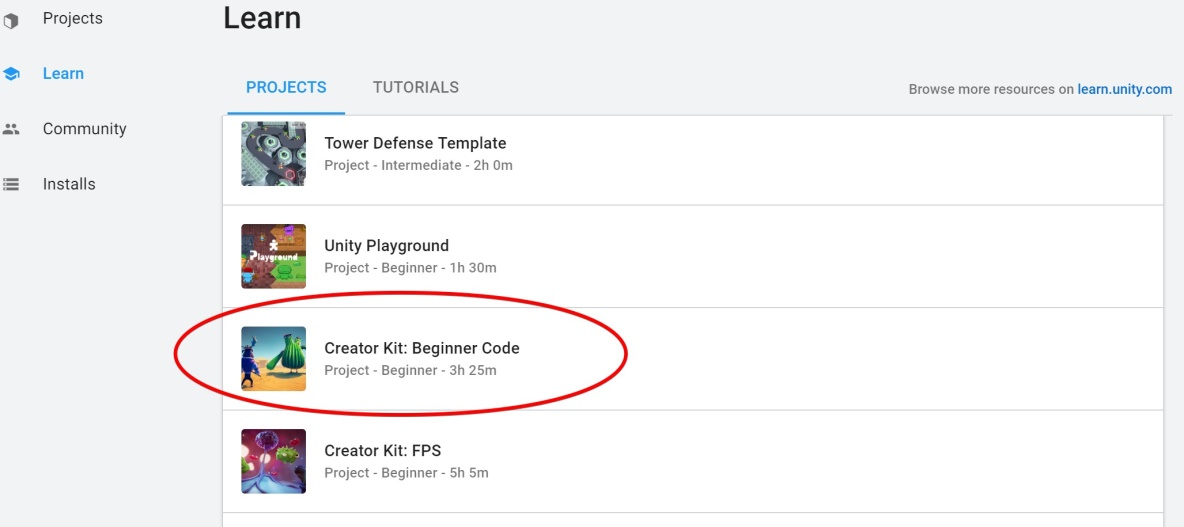 Projects
Learn
Community
Installs
Learn
PROJECTS TUTORIALS
Browse more resources on learn.unity.com
Tower Defense Template
Project - Intermediate - 2h 0m
Playground
Unity Playground
Project - Beginner - 1h 30m
Creator Kit: Beginner Code
Project - Beginner - 3h 25m
Creator Kit: FPS
Project - Beginner - 5h 5m